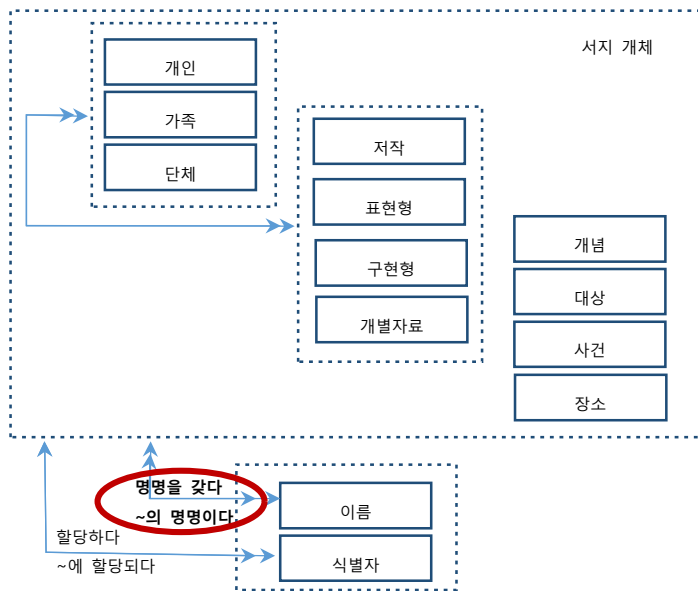 서지 개체
개인
가족
단체
저작
표현형
구현형
개별자료
개념
대상
사건
장소
명명을 갖다
~의 명명이다
이름
할당하다
~에 할당되다
식별자